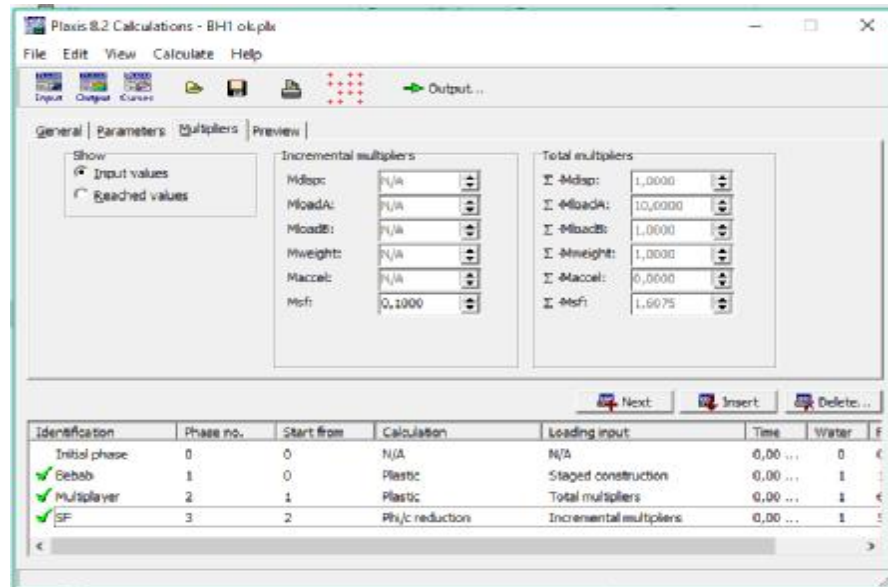 Plaxis 8.2 Calculations - BH1 ok.plx
File Edit View Calculate Help
Input Output Curves Output...
General Parameters Multipliers Preview
Show
Input values
Reached values
Incremental multipliers
Mdisp: N/A
MloadA: N/A
MloadB: N/A
Mweight: N/A
Maccel: N/A
Msf: 0,1000
Total multipliers
Σ -Mdisp: 1,0000
Σ -MloadA: 10,0000
Σ -MloadB: 1,0000
Σ -Mweight: 1,0000
Σ -Maccel: 0,0000
Σ -Msf: 1,6075
Next Insert Delete...
Identification Phase no. Start from Calculation Loading input Time Water F
Initial phase 0 0 N/A N/A 0,00 ... 0
Bebab 1 0 Plastic Staged construction 0,00 ... 1
Multiplayer 2 1 Plastic Total multipliers 0,00 ... 1
SF 3 2 Phi/c reduction Incremental multipliers 0,00 ... 1